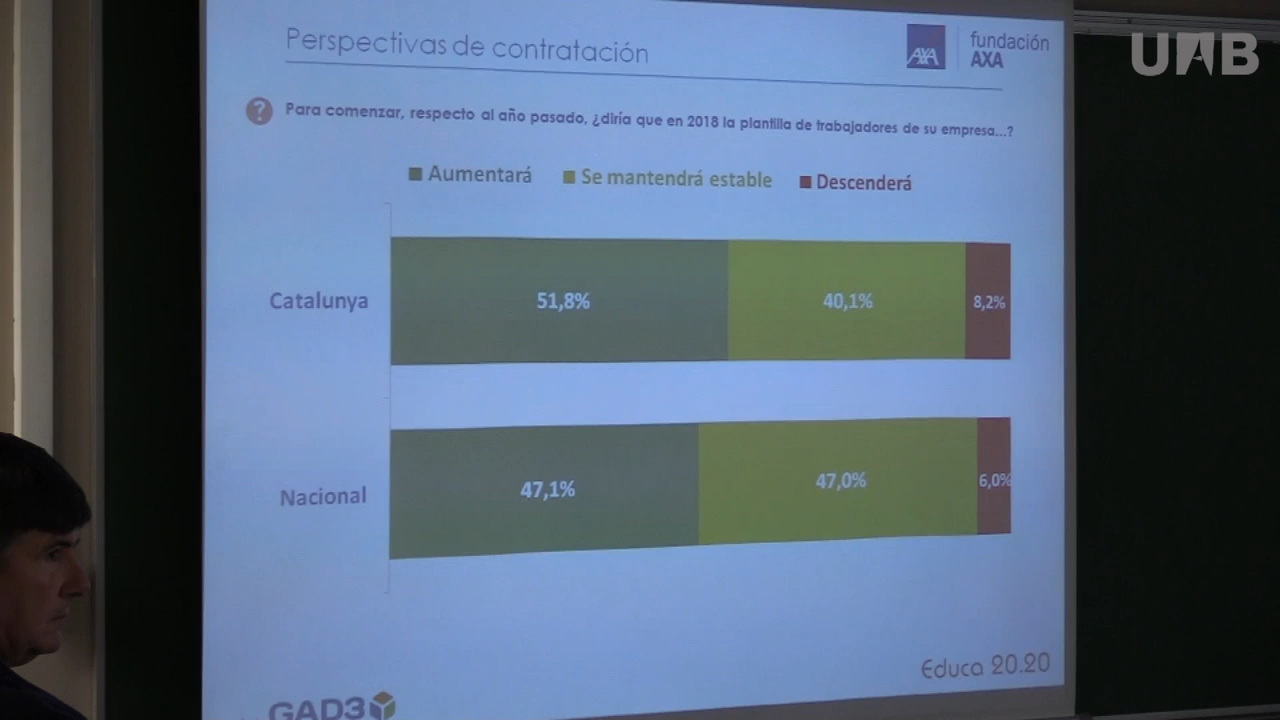 Perspectivas de contratación
AXA
fundación
AXA
UAB
Para comenzar, respecto al año pasado, ¿diría que en 2018 la plantilla de trabajadores de su empresa...?
Aumentará Se mantendrá estable Descenderá
Catalunya 51,8% 40,1% 8,2%
Nacional 47,1% 47,0% 6,0%
Educa 20.20
GAD3